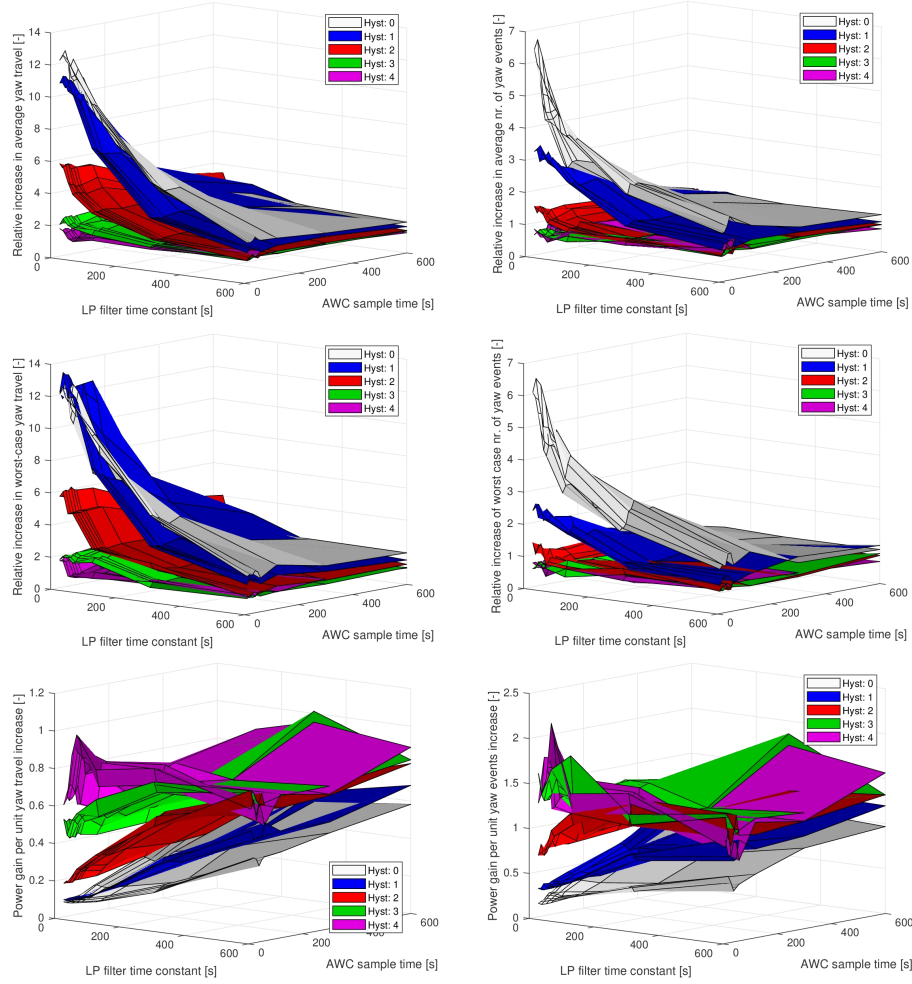 Relative increase in average yaw travel [-]
14
12
10
8
6
4
2
0
0
200
400
600
LP filter time constant [s]
0
200
400
600
AWC sample time [s]
Hyst: 0
Hyst: 1
Hyst: 2
Hyst: 3
Hyst: 4
Relative increase in average nr. of yaw events [-]
7
6
5
4
3
2
1
0
0
200
400
600
LP filter time constant [s]
0
200
400
600
AWC sample time [s]
Hyst: 0
Hyst: 1
Hyst: 2
Hyst: 3
Hyst: 4
Relative increase in worst-case yaw travel [-]
14
12
10
8
6
4
2
0
0
200
400
600
LP filter time constant [s]
0
200
400
600
AWC sample time [s]
Hyst: 0
Hyst: 1
Hyst: 2
Hyst: 3
Hyst: 4
Relative increase of worst case nr. of yaw events [-]
7
6
5
4
3
2
1
0
0
200
400
600
LP filter time constant [s]
0
200
400
600
AWC sample time [s]
Hyst: 0
Hyst: 1
Hyst: 2
Hyst: 3
Hyst: 4
Power gain per unit yaw travel increase [-]
1.2
1
0.8
0.6
0.4
0.2
0
0
200
400
600
LP filter time constant [s]
0
200
400
600
AWC sample time [s]
Hyst: 0
Hyst: 1
Hyst: 2
Hyst: 3
Hyst: 4
Power gain per unit yaw events increase [-]
2.5
2
1.5
1
0.5
0
0
200
400
600
LP filter time constant [s]
0
200
400
600
AWC sample time [s]
Hyst: 0
Hyst: 1
Hyst: 2
Hyst: 3
Hyst: 4